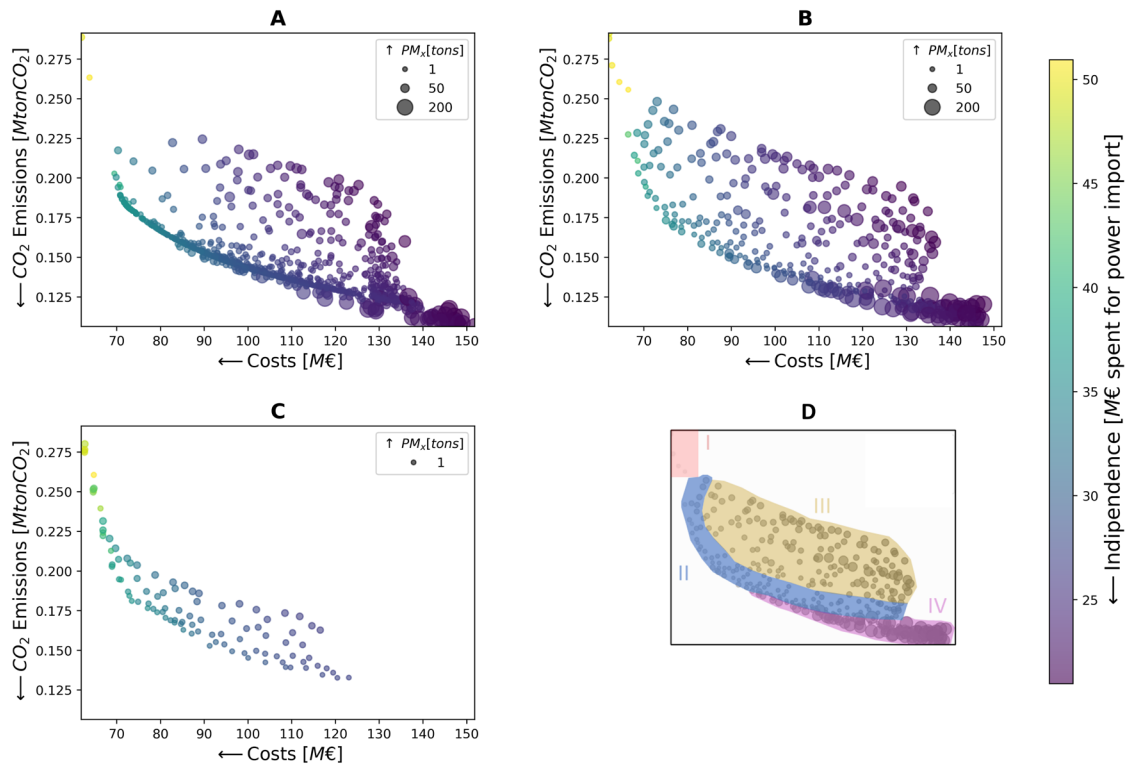 A
B
0.275
0.250
0.225
0.200
0.175
0.150
0.125
70 80 90 100 110 120 130 140 150
⟵ Costs [M€]
⟵ CO₂ Emissions [MtonCO₂]
↑ PMₓ[tons]
1
50
200
0.275
0.250
0.225
0.200
0.175
0.150
0.125
70 80 90 100 110 120 130 140 150
⟵ Costs [M€]
⟵ CO₂ Emissions [MtonCO₂]
↑ PMₓ[tons]
1
50
200
C
0.275
0.250
0.225
0.200
0.175
0.150
0.125
70 80 90 100 110 120 130 140 150
⟵ Costs [M€]
⟵ CO₂ Emissions [MtonCO₂]
↑ PMₓ[tons]
1
D
I
II
III
IV
50
45
40
35
30
25
⟵ Indipendence [M€ spent for power import]